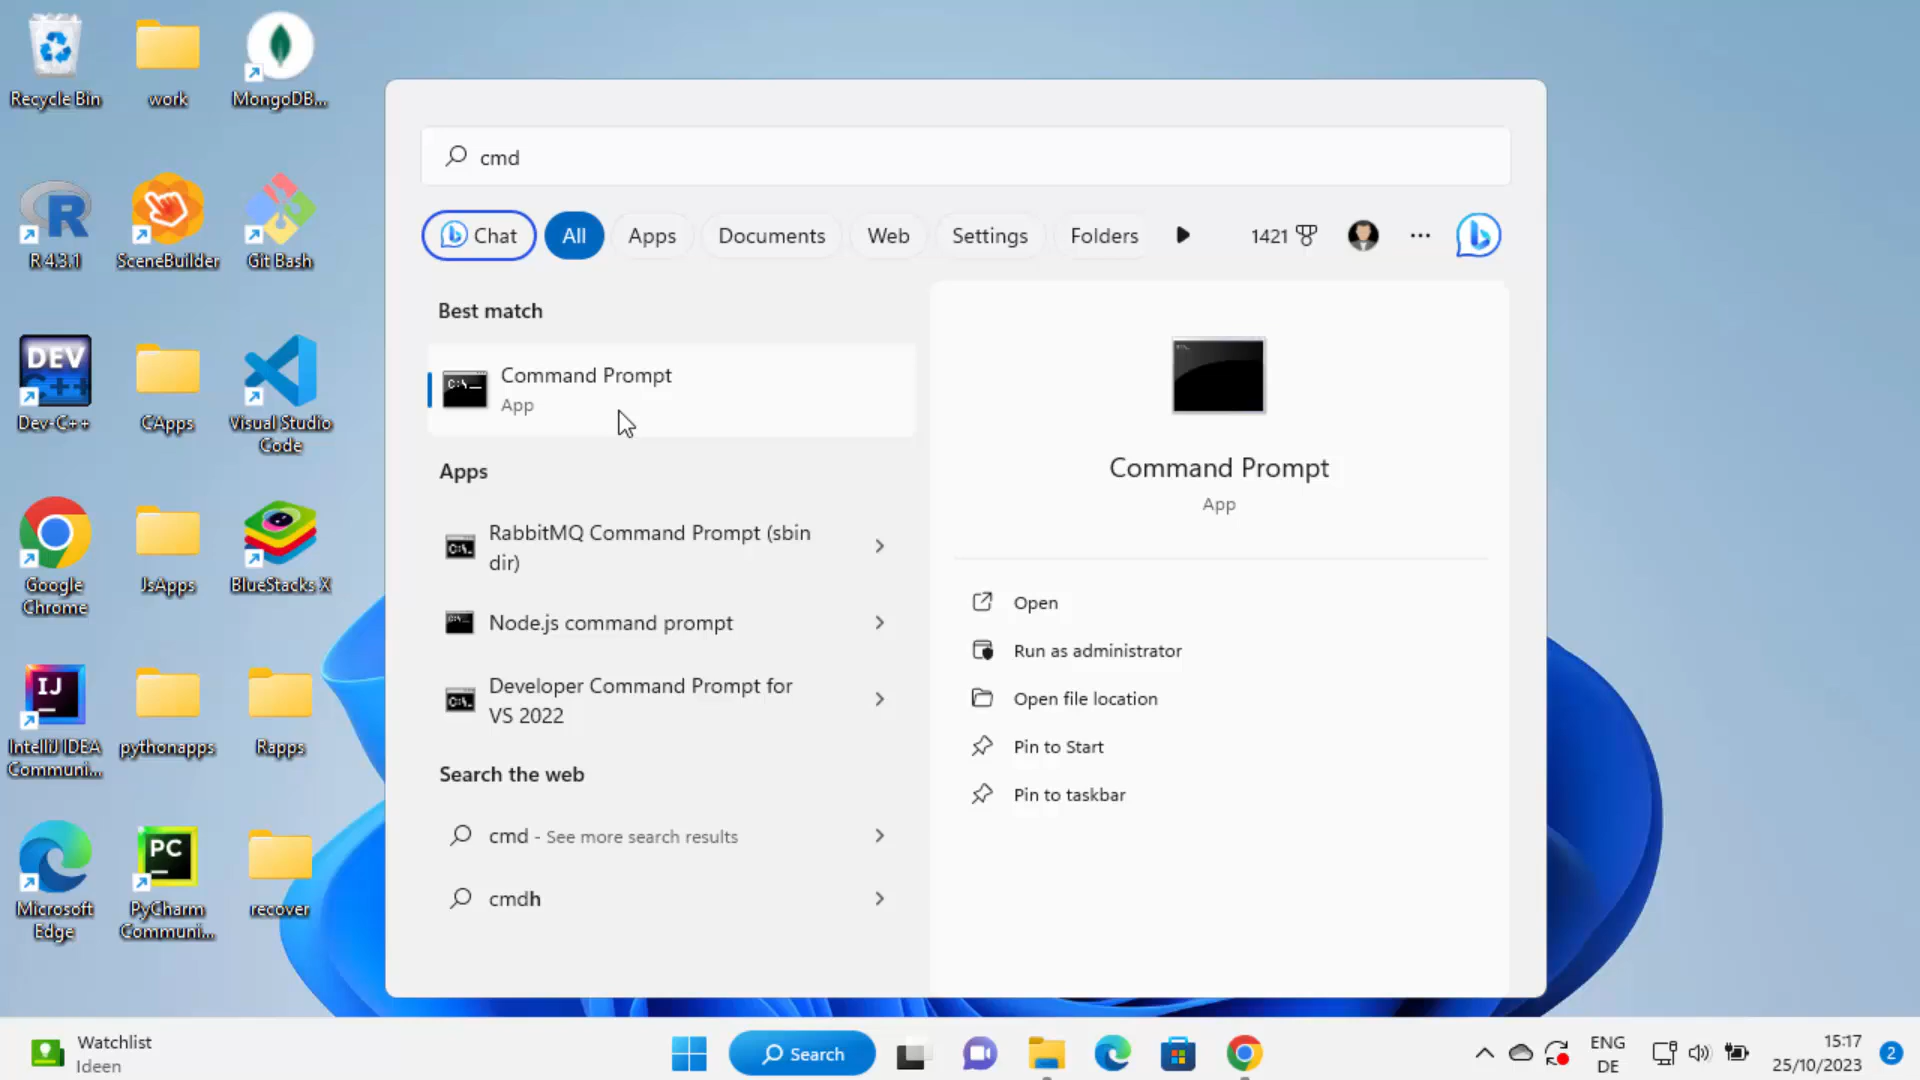 Recycle Bin
work
MongoDB...
R 4.3.1
SceneBuilder
Git Bash
DEV
C++
Dev-C++
CApps
Visual Studio
Code
Google
Chrome
JsApps
BlueStacks X
IJ
IntelliJ IDEA
Communi...
pythonapps
Rapps
Microsoft
Edge
PC
PyCharm
Communi...
recover
cmd
Chat
All
Apps
Documents
Web
Settings
Folders
1421
Best match
Command Prompt
App
Apps
RabbitMQ Command Prompt (sbin
dir)
Node.js command prompt
Developer Command Prompt for
VS 2022
Search the web
cmd - See more search results
cmdh
Command Prompt
App
Open
Run as administrator
Open file location
Pin to Start
Pin to taskbar
Watchlist
Ideen
Search
ENG
DE
15:17
25/10/2023
2